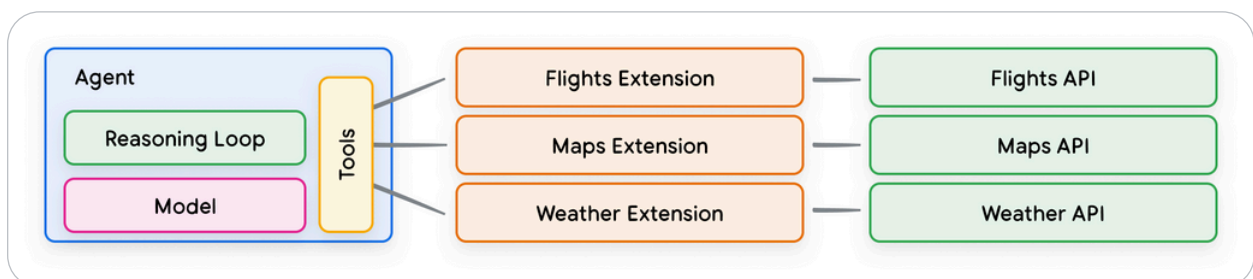 Agent
Reasoning Loop
Model
Tools
Flights Extension
Maps Extension
Weather Extension
Flights API
Maps API
Weather API